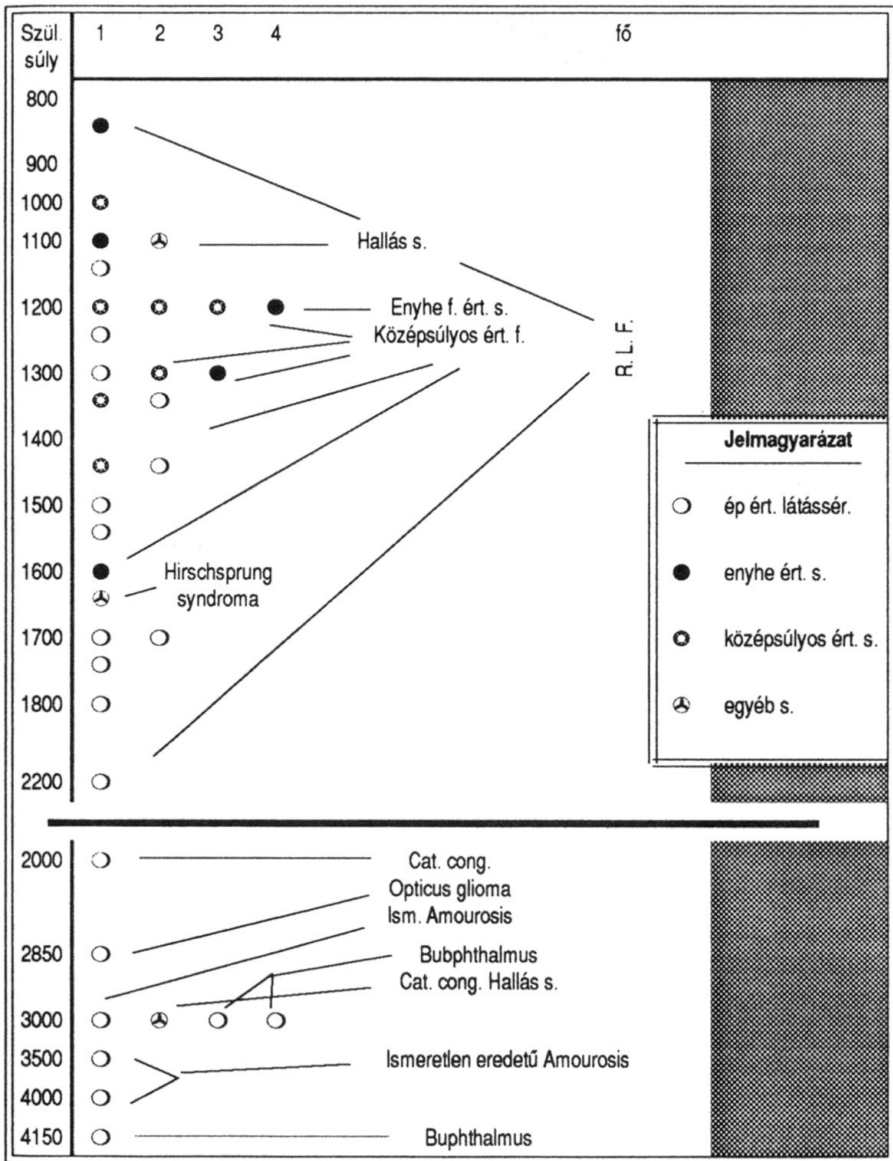 Szül. 1 2 3 4 fő
súly
800
900
1000
1100 Hallás s.
1200 Enyhe f. ért. s.
Középsúlyos ért. f.
R. L. F.
1300
1400
Jelmagyarázat
1500 ép ért. látássér.
1600 Hirschsprung
syndroma
enyhe ért. s.
1700 középsúlyos ért. s.
1800 egyéb s.
2200
2000 Cat. cong.
Opticus glioma
Ism. Amourosis
2850 Bubphthalmus
Cat. cong. Hallás s.
3000
3500 Ismeretlen eredetű Amourosis
4000
4150 Buphthalmus